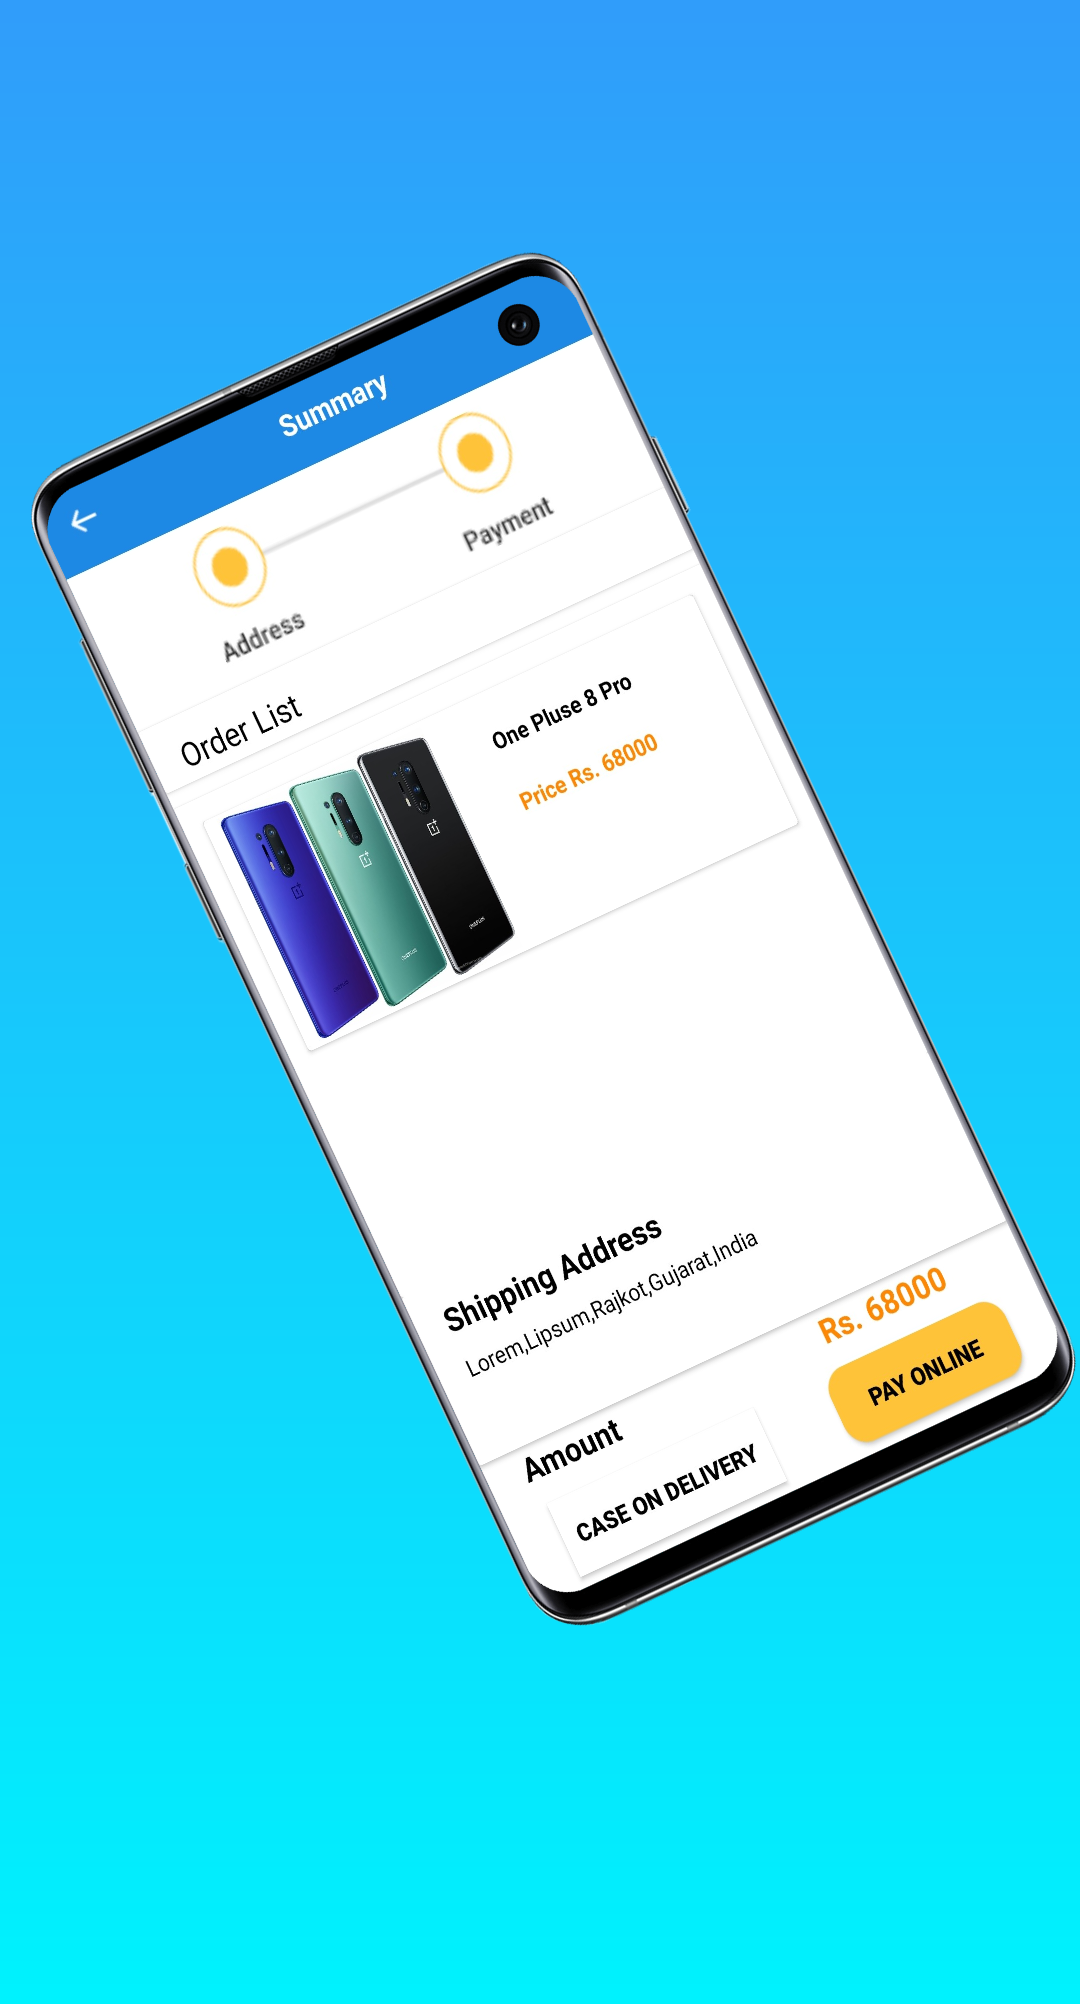 Summary
Address
Payment
Order List
One Pluse 8 Pro
Price Rs. 68000
Shipping Address
Lorem,Lipsum,Rajkot,Gujarat,India
Amount
Rs. 68000
CASE ON DELIVERY
PAY ONLINE